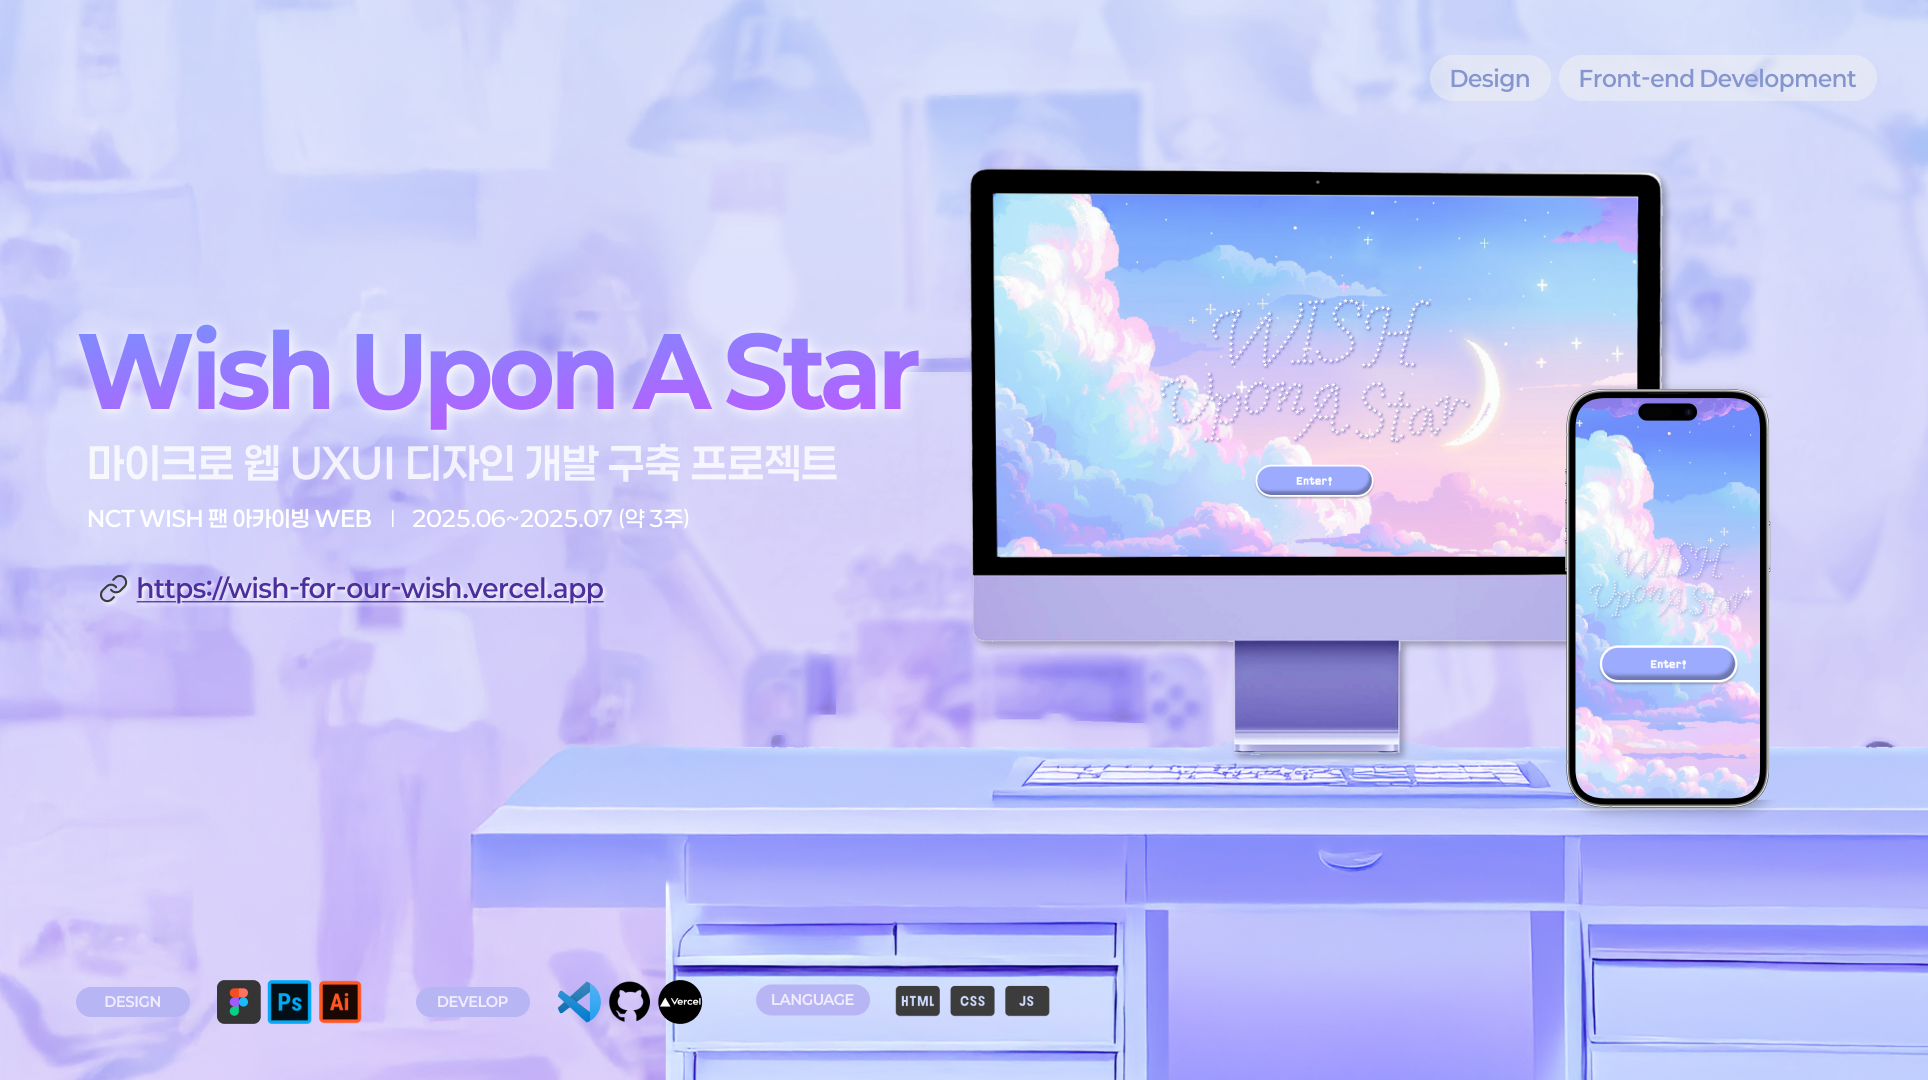 Design
Front-end Development
Wish Upon A Star
마이크로 웹 UXUI 디자인 개발 구축 프로젝트
NCT WISH 팬 아카이빙 WEB | 2025.06~2025.07 (약 3주)
https://wish-for-our-wish.vercel.app
WISH
Upon A Star
Enter!
WISH
Upon A Star
Enter!
DESIGN
Ps
Ai
DEVELOP
Vercel
LANGUAGE
HTML
CSS
JS